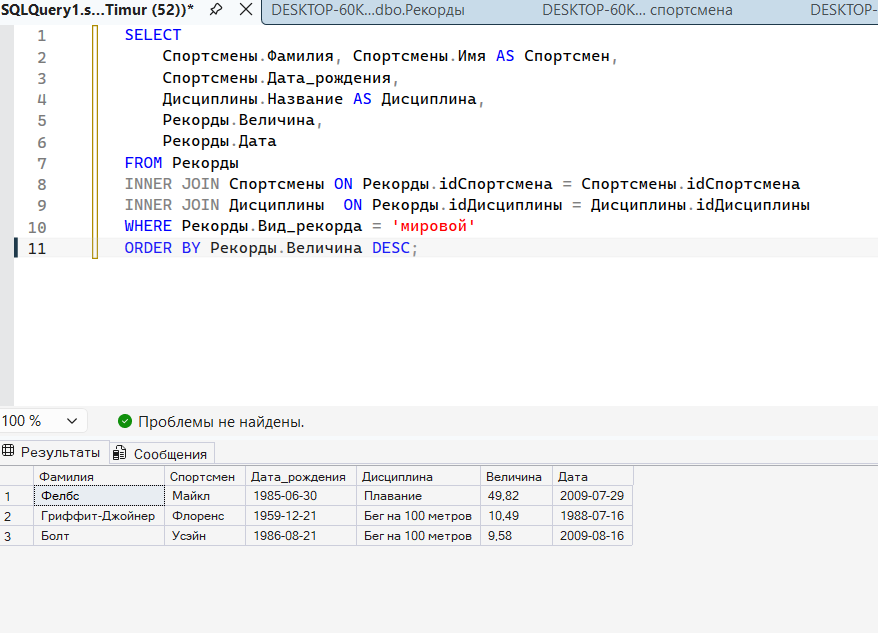 SQLQuery1.s...Timur (52))* DESKTOP-60K...dbo.Рекорды DESKTOP-60K... спортсмена DESKTOP-
1 SELECT
2 Спортсмены.Фамилия, Спортсмены.Имя AS Спортсмен,
3 Спортсмены.Дата_рождения,
4 Дисциплины.Название AS Дисциплина,
5 Рекорды.Величина,
6 Рекорды.Дата
7 FROM Рекорды
8 INNER JOIN Спортсмены ON Рекорды.idСпортсмена = Спортсмены.idСпортсмена
9 INNER JOIN Дисциплины ON Рекорды.idДисциплины = Дисциплины.idДисциплины
10 WHERE Рекорды.Вид_рекорда = 'мировой'
11 ORDER BY Рекорды.Величина DESC;
100 % Проблемы не найдены.
Результаты Сообщения
Фамилия Спортсмен Дата_рождения Дисциплина Величина Дата
1 Фелбс Майкл 1985-06-30 Плавание 49,82 2009-07-29
2 Гриффит-Джойнер Флоренс 1959-12-21 Бег на 100 метров 10,49 1988-07-16
3 Болт Усэйн 1986-08-21 Бег на 100 метров 9,58 2009-08-16